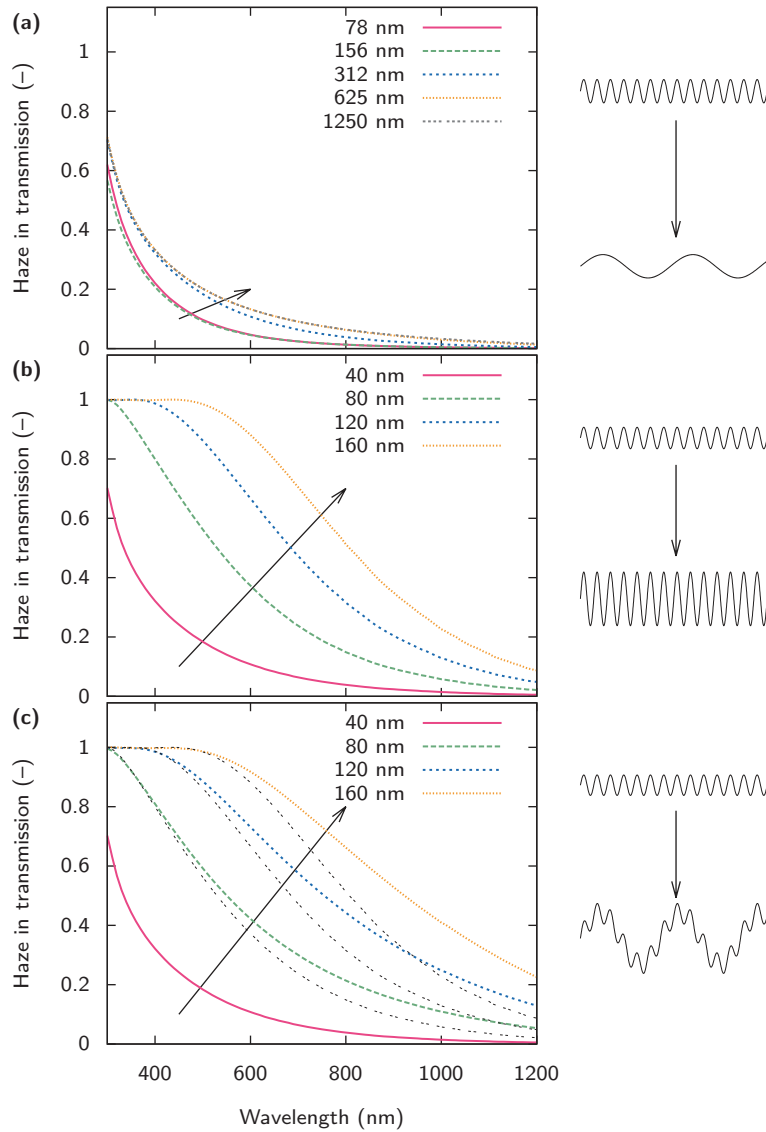 (a)
Haze in transmission (−)
1
0.8
0.6
0.4
0.2
0
78 nm
156 nm
312 nm
625 nm
1250 nm
(b)
Haze in transmission (−)
1
0.8
0.6
0.4
0.2
0
40 nm
80 nm
120 nm
160 nm
(c)
Haze in transmission (−)
1
0.8
0.6
0.4
0.2
0
40 nm
80 nm
120 nm
160 nm
400 600 800 1000 1200
Wavelength (nm)